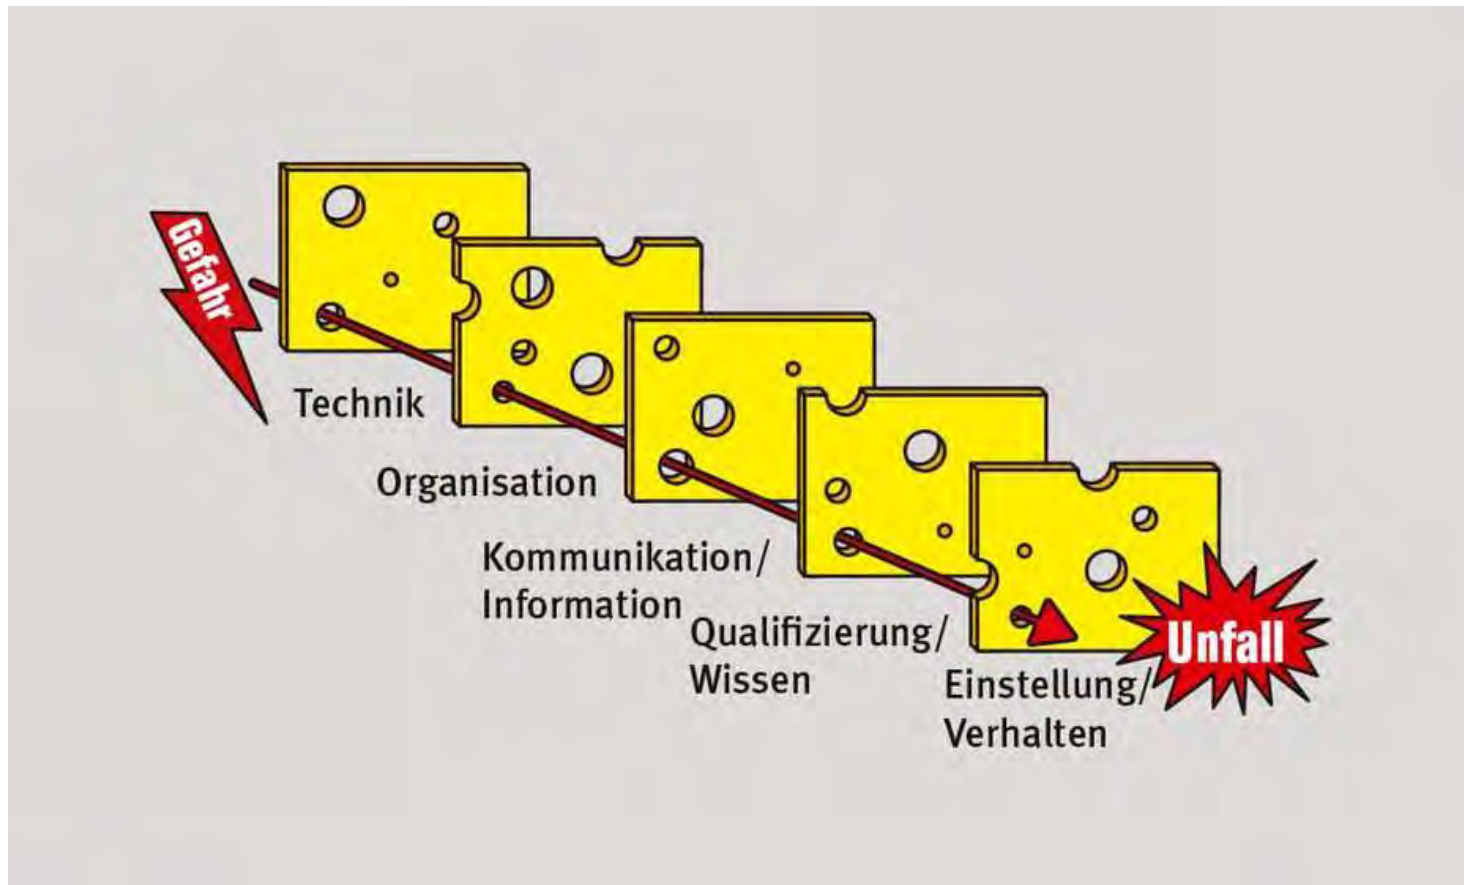 Gefahr
Technik
Organisation
Kommunikation/
Information
Qualifizierung/
Wissen
Einstellung/
Verhalten
Unfall